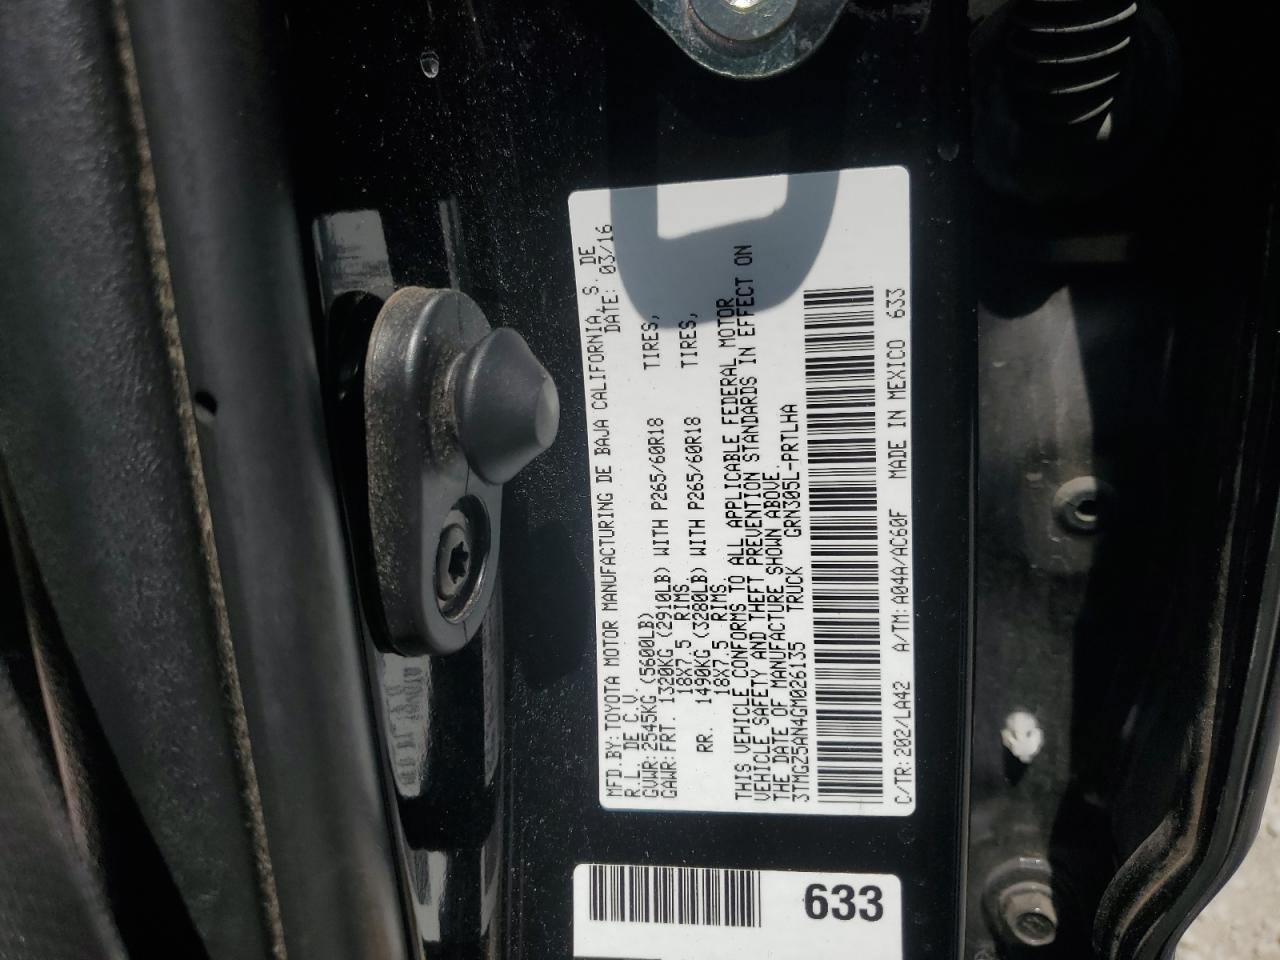 MFD.BY:TOYOTA MOTOR MANUFACTURING DE BAJA CALIFORNIA, S. DE
R.L. DE C.V. DATE: 03/16
GVWR:2545KG (5600LB)
GAWR:FRT. 1320KG (2910LB) WITH P265/60R18 TIRES,
18X7.5 RIMS.
RR. 1490KG (3280LB) WITH P265/60R18 TIRES,
18X7.5 RIMS.
THIS VEHICLE CONFORMS TO ALL APPLICABLE FEDERAL MOTOR
VEHICLE SAFETY AND THEFT PREVENTION STANDARDS IN EFFECT ON
THE DATE OF MANUFACTURE SHOWN ABOVE.
3TMGZ5AN4GM026135 TRUCK GRN305L-PRTLHA
C/TR:202/LA42 A/TM:A04A/AC60F MADE IN MEXICO 633
633